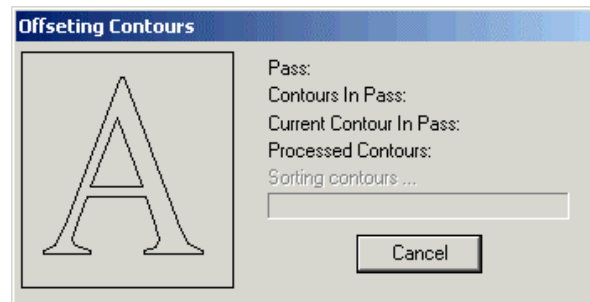 Offseting Contours
A
Pass:
Contours In Pass:
Current Contour In Pass:
Processed Contours:
Sorting contours ...
Cancel